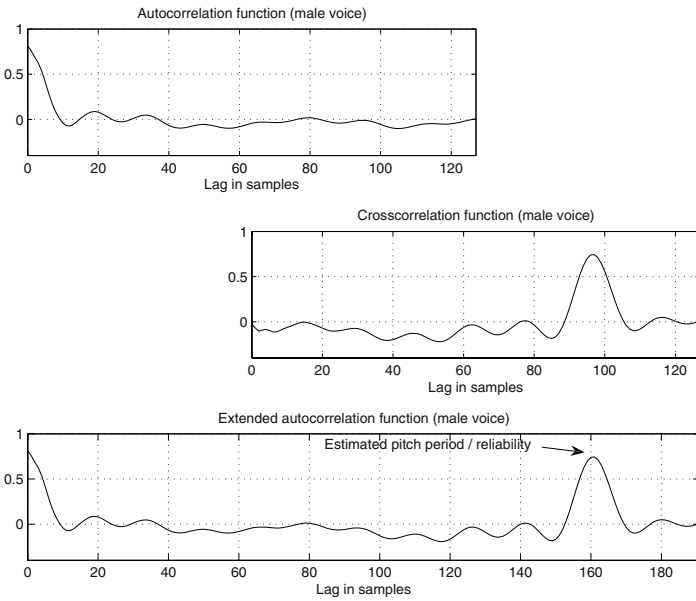 Autocorrelation function (male voice)
1
0.5
0
0 20 40 60 80 100 120
Lag in samples
Crosscorrelation function (male voice)
1
0.5
0
0 20 40 60 80 100
Lag in samples
Extended autocorrelation function (male voice)
1
Estimated pitch period / reliability
0.5
0
0 20 40 60 80 100 120 140 160 180
Lag in samples